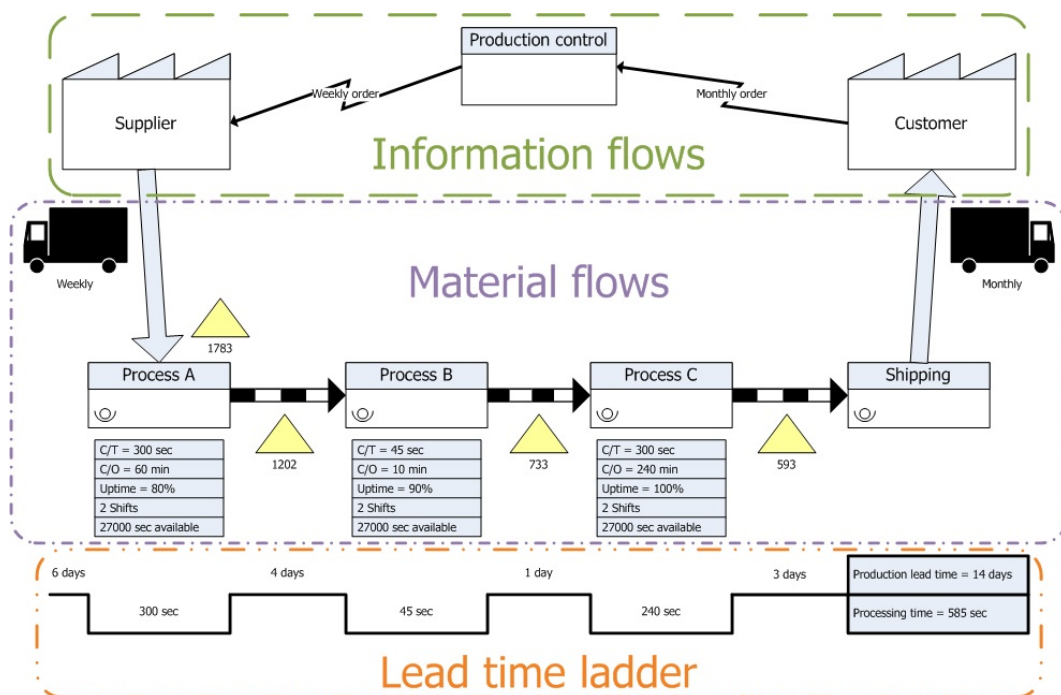 Production control
Weekly order
Monthly order
Supplier
Customer
Information flows
Weekly
Material flows
Monthly
1783
Process A
Process B
Process C
Shipping
1202
733
593
C/T = 300 sec
C/O = 60 min
Uptime = 80%
2 Shifts
27000 sec available
C/T = 45 sec
C/O = 10 min
Uptime = 90%
2 Shifts
27000 sec available
C/T = 300 sec
C/O = 240 min
Uptime = 100%
2 Shifts
27000 sec available
6 days
4 days
1 day
3 days
Production lead time = 14 days
300 sec
45 sec
240 sec
Processing time = 585 sec
Lead time ladder